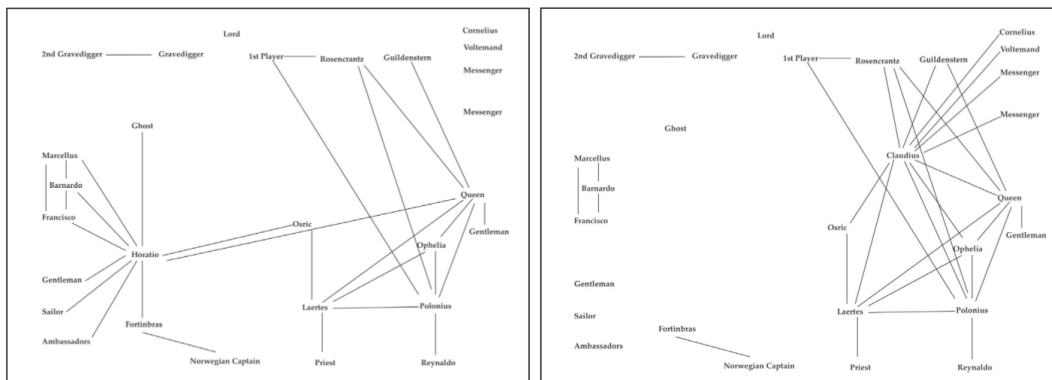 Lord
Cornelius
Voltemand
2nd Gravedigger
Gravedigger
1st Player
Rosencrantz
Guildenstern
Messenger
Messenger
Ghost
Marcellus
Barnardo
Francisco
Queen
Osric
Gentleman
Ophelia
Horatio
Gentleman
Sailor
Laertes
Polonius
Fortinbras
Ambassadors
Norwegian Captain
Priest
Reynaldo
Lord
Cornelius
Voltemand
2nd Gravedigger
Gravedigger
1st Player
Rosencrantz
Guildenstern
Messenger
Messenger
Ghost
Claudius
Marcellus
Barnardo
Francisco
Queen
Osric
Gentleman
Ophelia
Gentleman
Sailor
Laertes
Polonius
Fortinbras
Ambassadors
Norwegian Captain
Priest
Reynaldo